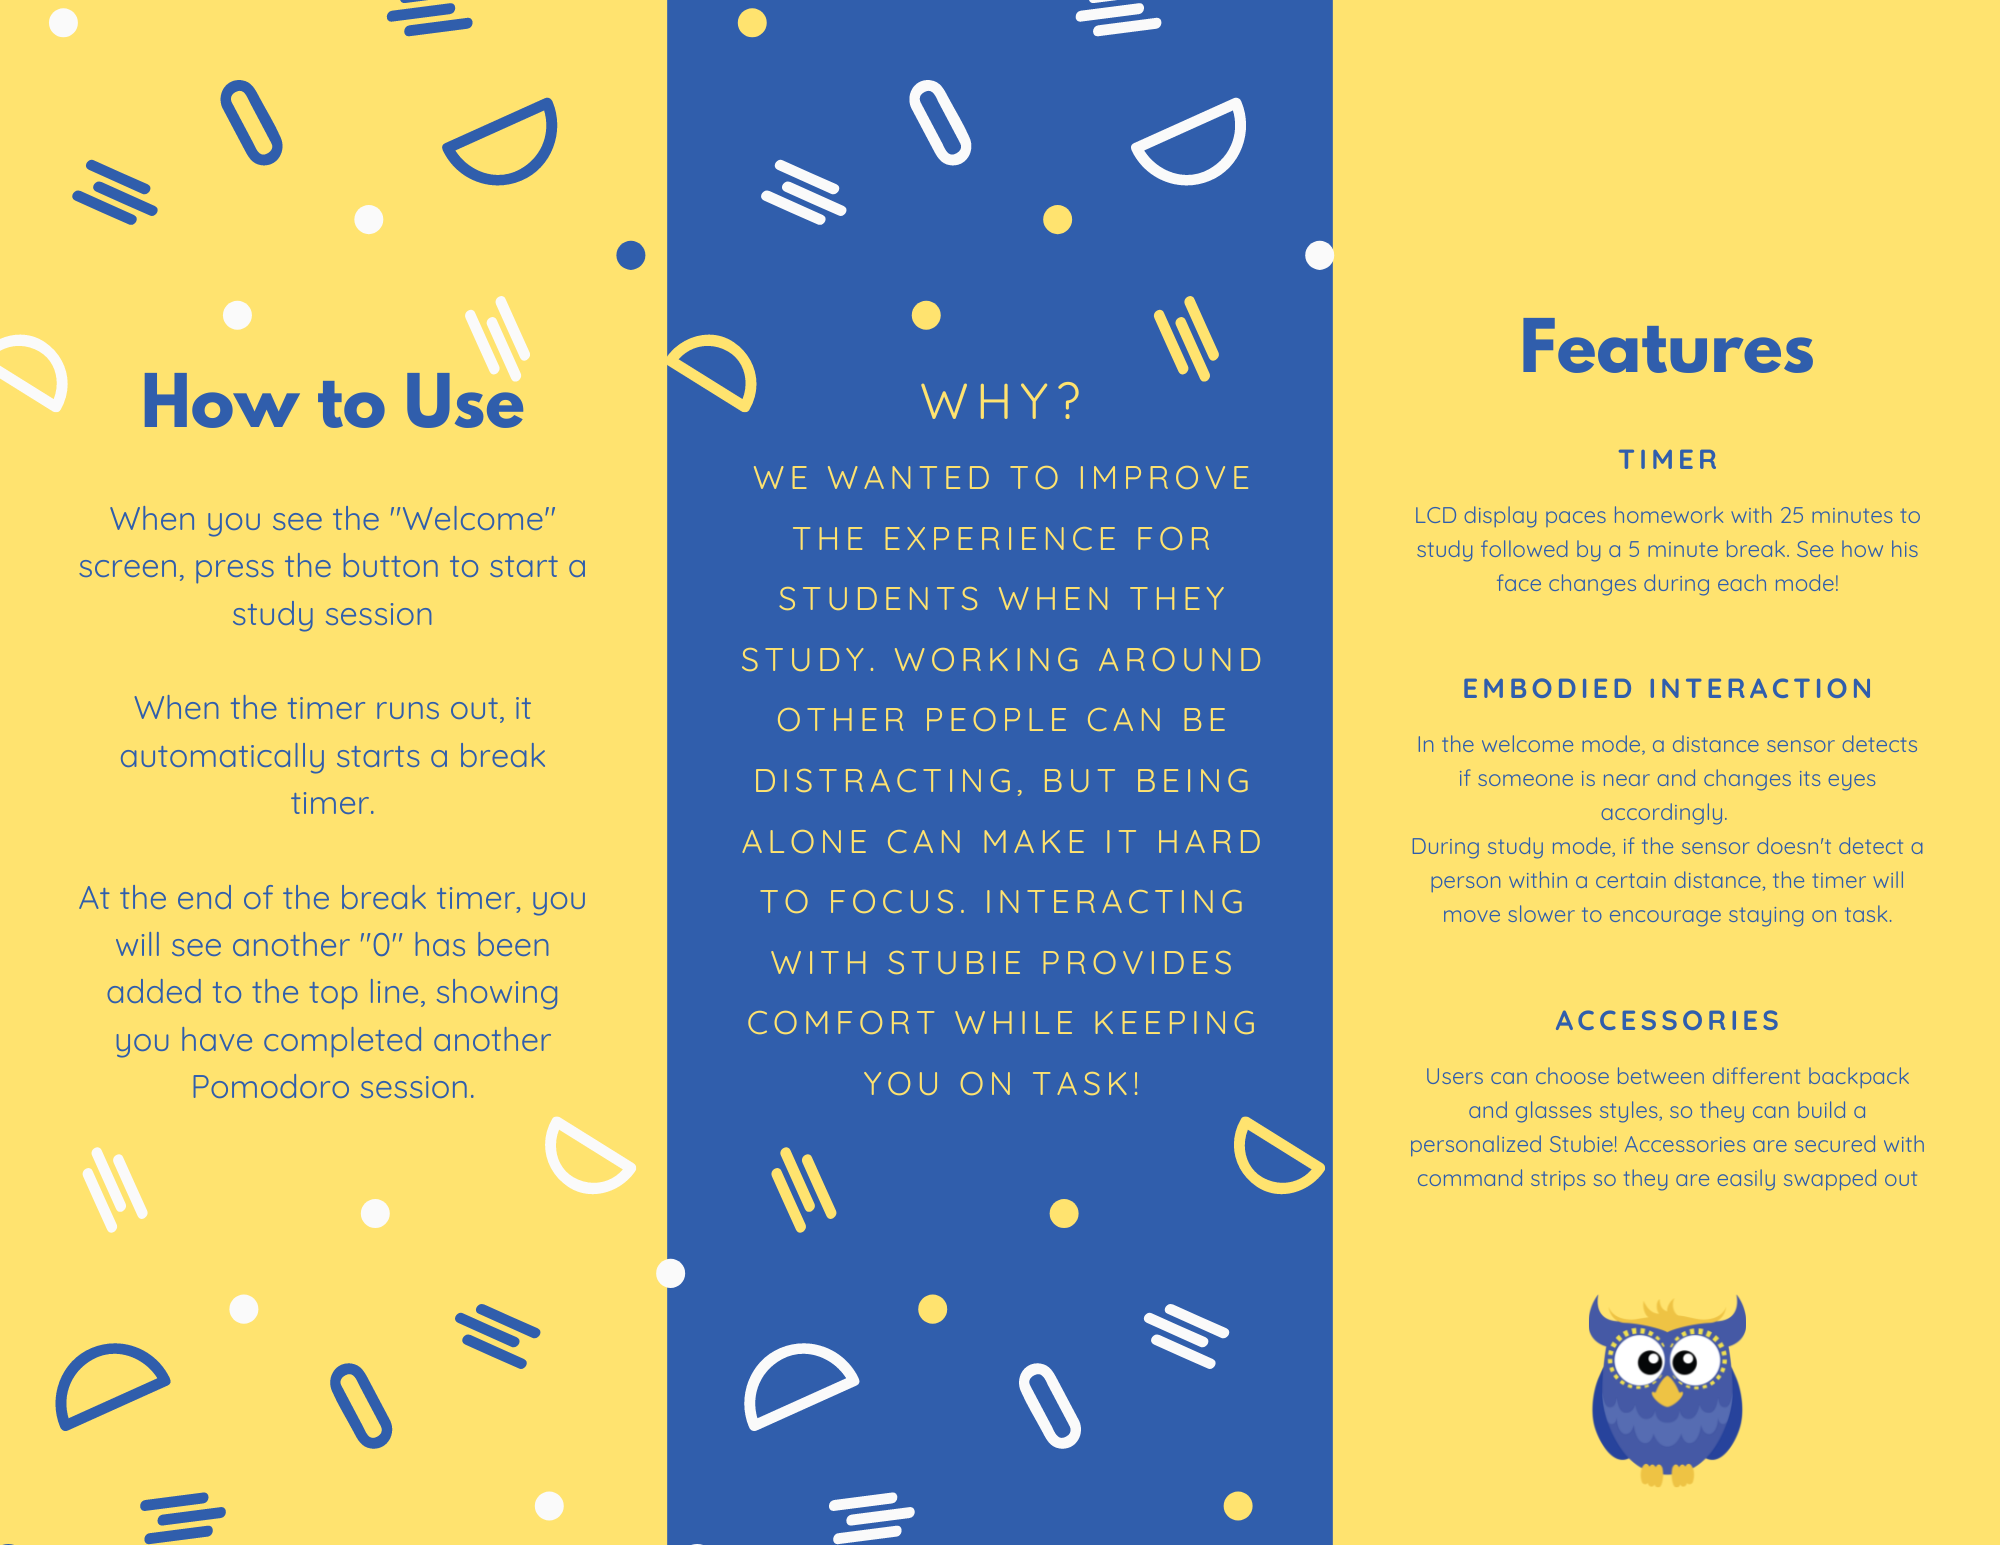 How to Use
When you see the "Welcome"
screen, press the button to start a
study session
When the timer runs out, it
automatically starts a break
timer.
At the end of the break timer, you
will see another "0" has been
added to the top line, showing
you have completed another
Pomodoro session.
WHY?
WE WANTED TO IMPROVE
THE EXPERIENCE FOR
STUDENTS WHEN THEY
STUDY. WORKING AROUND
OTHER PEOPLE CAN BE
DISTRACTING, BUT BEING
ALONE CAN MAKE IT HARD
TO FOCUS. INTERACTING
WITH STUBIE PROVIDES
COMFORT WHILE KEEPING
YOU ON TASK!
Features
TIMER
LCD display paces homework with 25 minutes to
study followed by a 5 minute break. See how his
face changes during each mode!
EMBODIED INTERACTION
In the welcome mode, a distance sensor detects
if someone is near and changes its eyes
accordingly.
During study mode, if the sensor doesn't detect a
person within a certain distance, the timer will
move slower to encourage staying on task.
ACCESSORIES
Users can choose between different backpack
and glasses styles, so they can build a
personalized Stubie! Accessories are secured with
command strips so they are easily swapped out